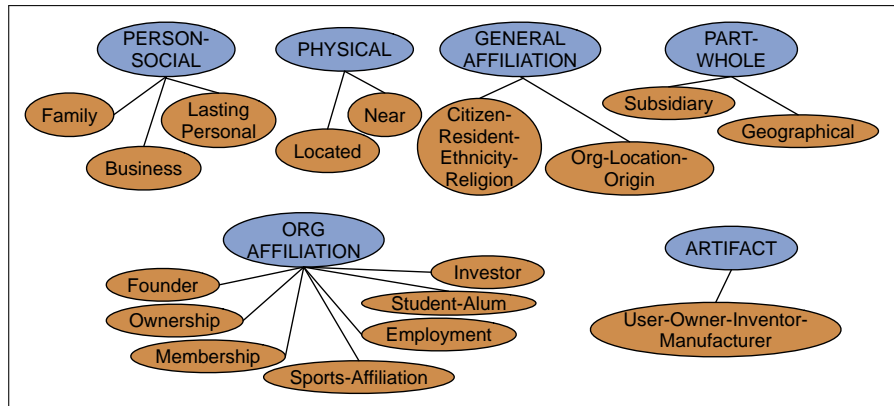 PERSON-
SOCIAL
PHYSICAL
GENERAL
AFFILIATION
PART-
WHOLE
Family
Lasting
Personal
Business
Near
Located
Citizen-
Resident-
Ethnicity-
Religion
Org-Location-
Origin
Subsidiary
Geographical
ORG
AFFILIATION
ARTIFACT
Founder
Ownership
Membership
Sports-Affiliation
Investor
Student-Alum
Employment
User-Owner-Inventor-
Manufacturer